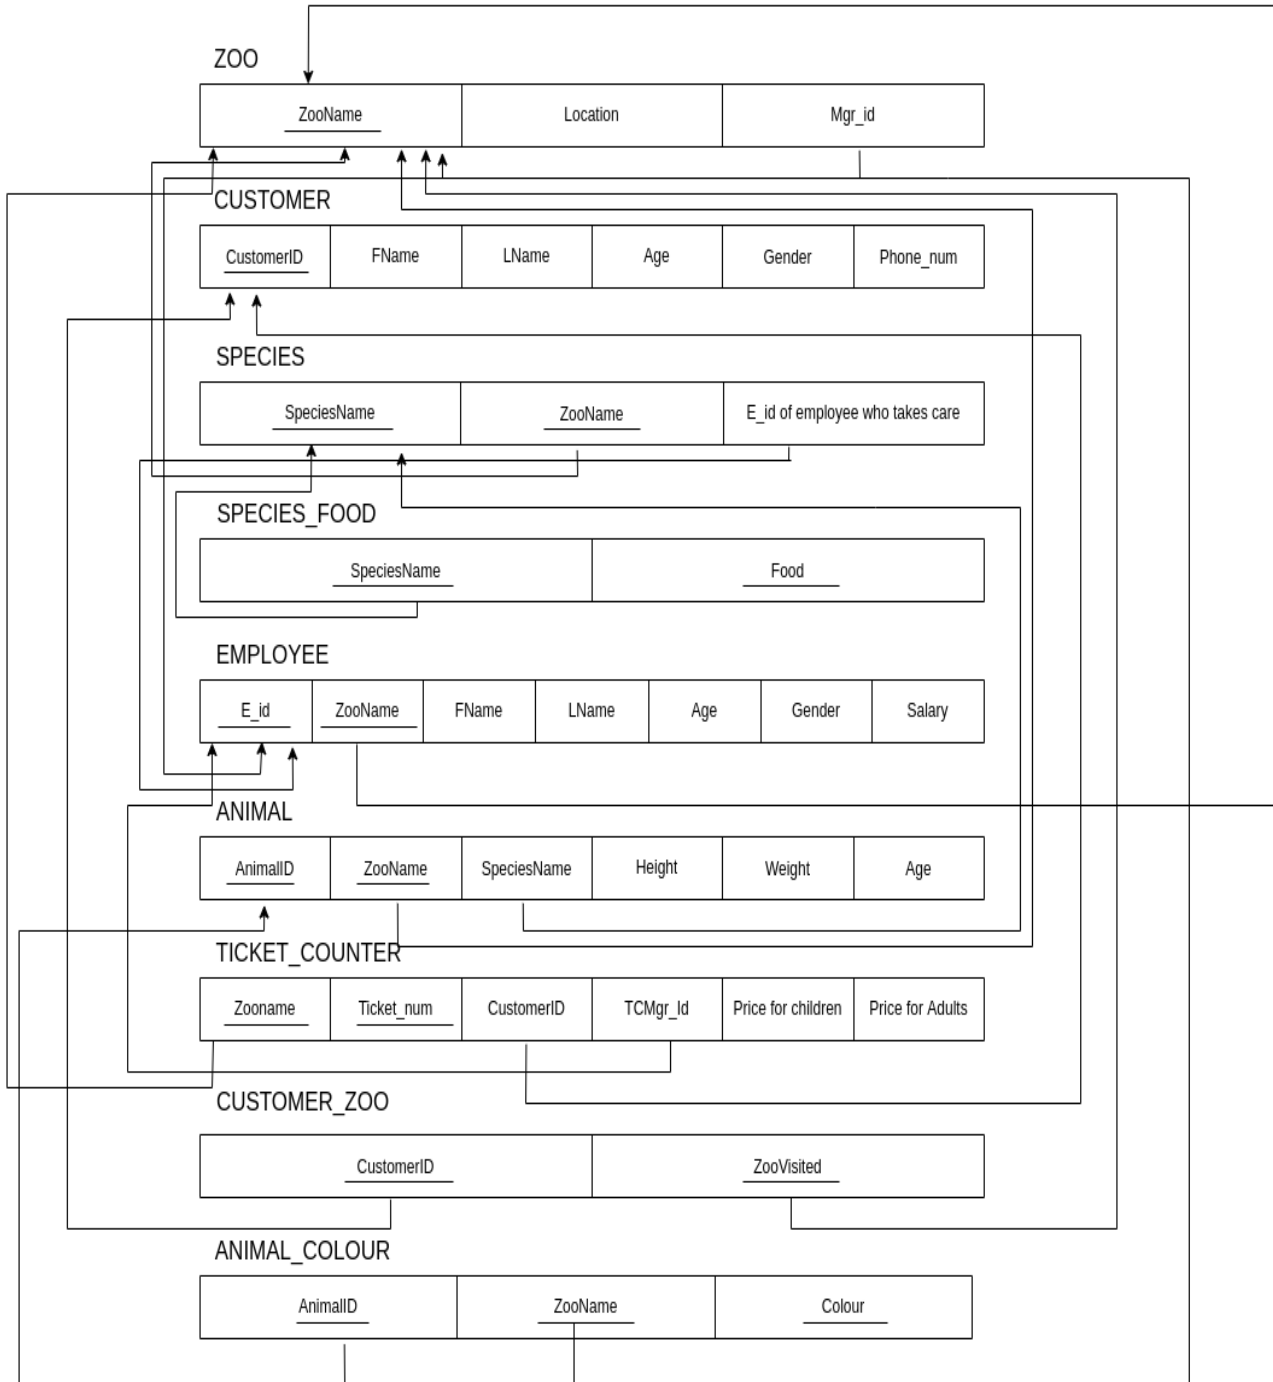 ZOO
ZooName Location Mgr_id
CUSTOMER
CustomerID FName LName Age Gender Phone_num
SPECIES
SpeciesName ZooName E_id of employee who takes care
SPECIES_FOOD
SpeciesName Food
EMPLOYEE
E_id ZooName FName LName Age Gender Salary
ANIMAL
AnimalID ZooName SpeciesName Height Weight Age
TICKET_COUNTER
Zooname Ticket_num CustomerID TCMgr_Id Price for children Price for Adults
CUSTOMER_ZOO
CustomerID ZooVisited
ANIMAL_COLOUR
AnimalID ZooName Colour